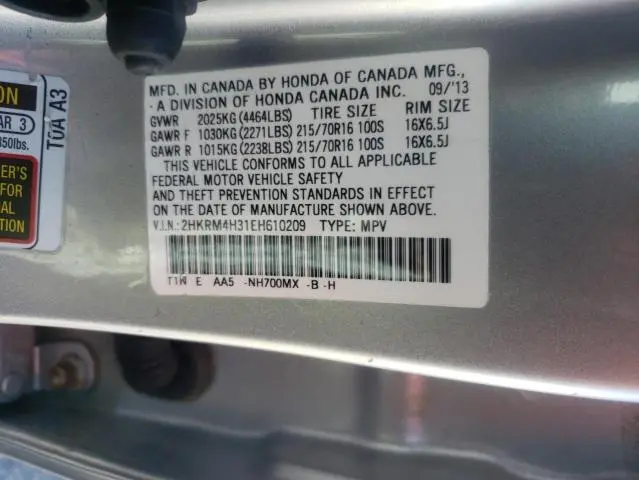 ON
AR 3
850lbs.
ER'S
FOR
AL
TION
TOA A3
MFD. IN CANADA BY HONDA OF CANADA MFG.,
A DIVISION OF HONDA CANADA INC. 09/'13
GVWR 2025KG (4464LBS) TIRE SIZE RIM SIZE
GAWR F 1030KG (2271LBS) 215/70R16 100S 16X6.5J
GAWR R 1015KG (2238LBS) 215/70R16 100S 16X6.5J
THIS VEHICLE CONFORMS TO ALL APPLICABLE
FEDERAL MOTOR VEHICLE SAFETY
AND THEFT PREVENTION STANDARDS IN EFFECT
ON THE DATE OF MANUFACTURE SHOWN ABOVE.
V.I.N.: 2HKRM4H31EH610209 TYPE: MPV
T1W E AA5 -NH700MX -B -H